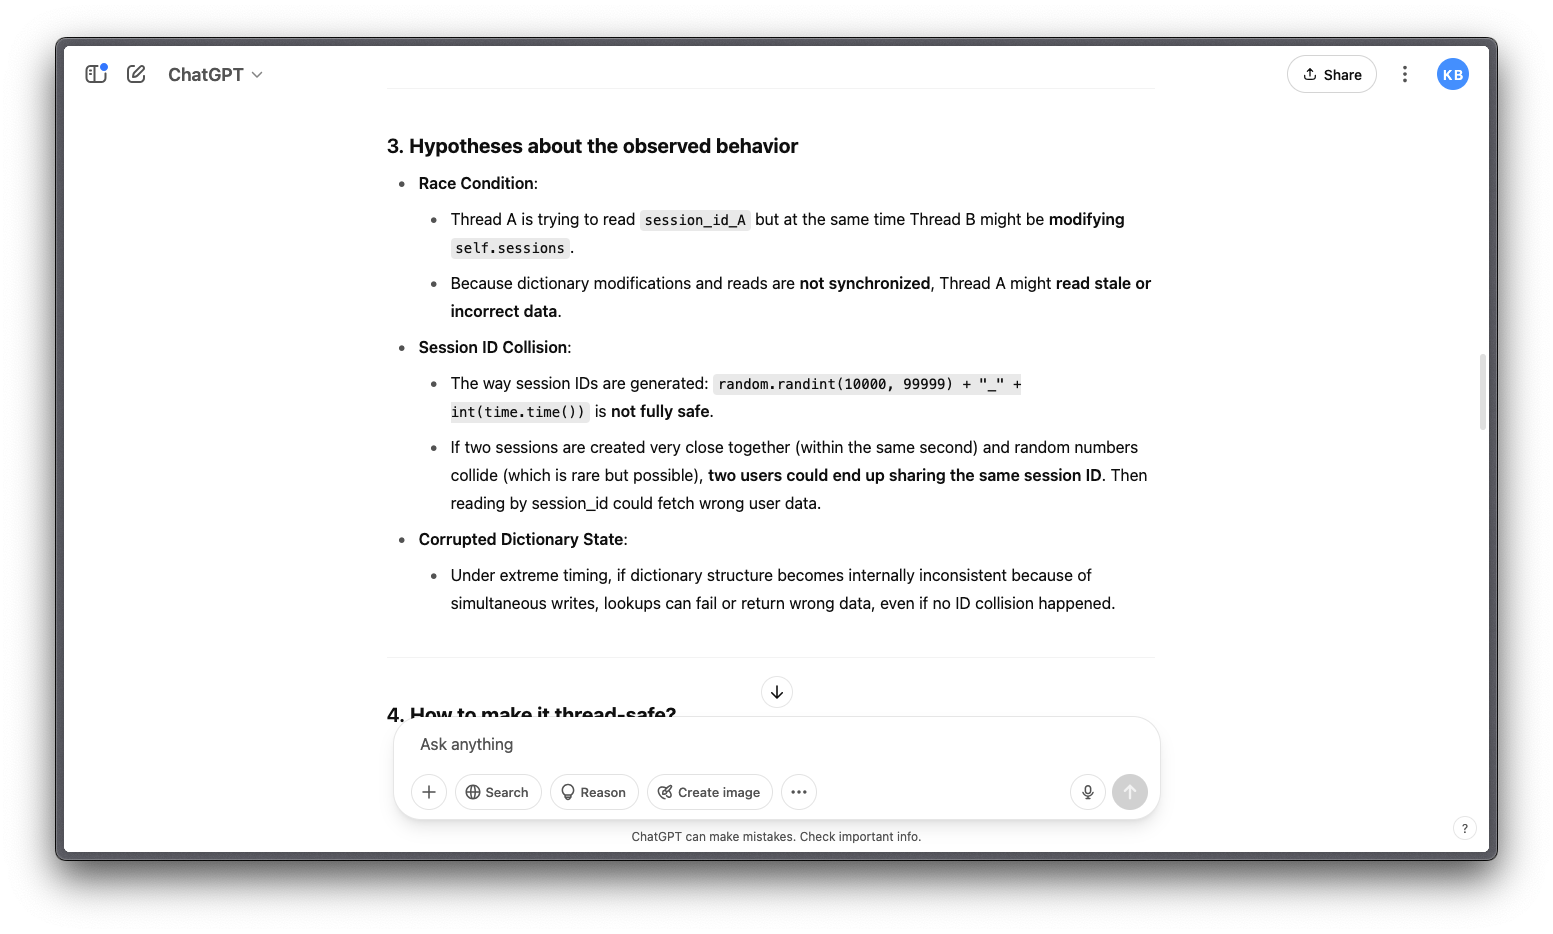 ChatGPT
Share
KB
3. Hypotheses about the observed behavior
Race Condition:
Thread A is trying to read session_id_A but at the same time Thread B might be modifying
self.sessions.
Because dictionary modifications and reads are not synchronized, Thread A might read stale or
incorrect data.
Session ID Collision:
The way session IDs are generated: random.randint(10000, 99999) + "_" +
int(time.time()) is not fully safe.
If two sessions are created very close together (within the same second) and random numbers
collide (which is rare but possible), two users could end up sharing the same session ID. Then
reading by session_id could fetch wrong user data.
Corrupted Dictionary State:
Under extreme timing, if dictionary structure becomes internally inconsistent because of
simultaneous writes, lookups can fail or return wrong data, even if no ID collision happened.
4. How to make it thread-safe?
Ask anything
Search
Reason
Create image
ChatGPT can make mistakes. Check important info.
?